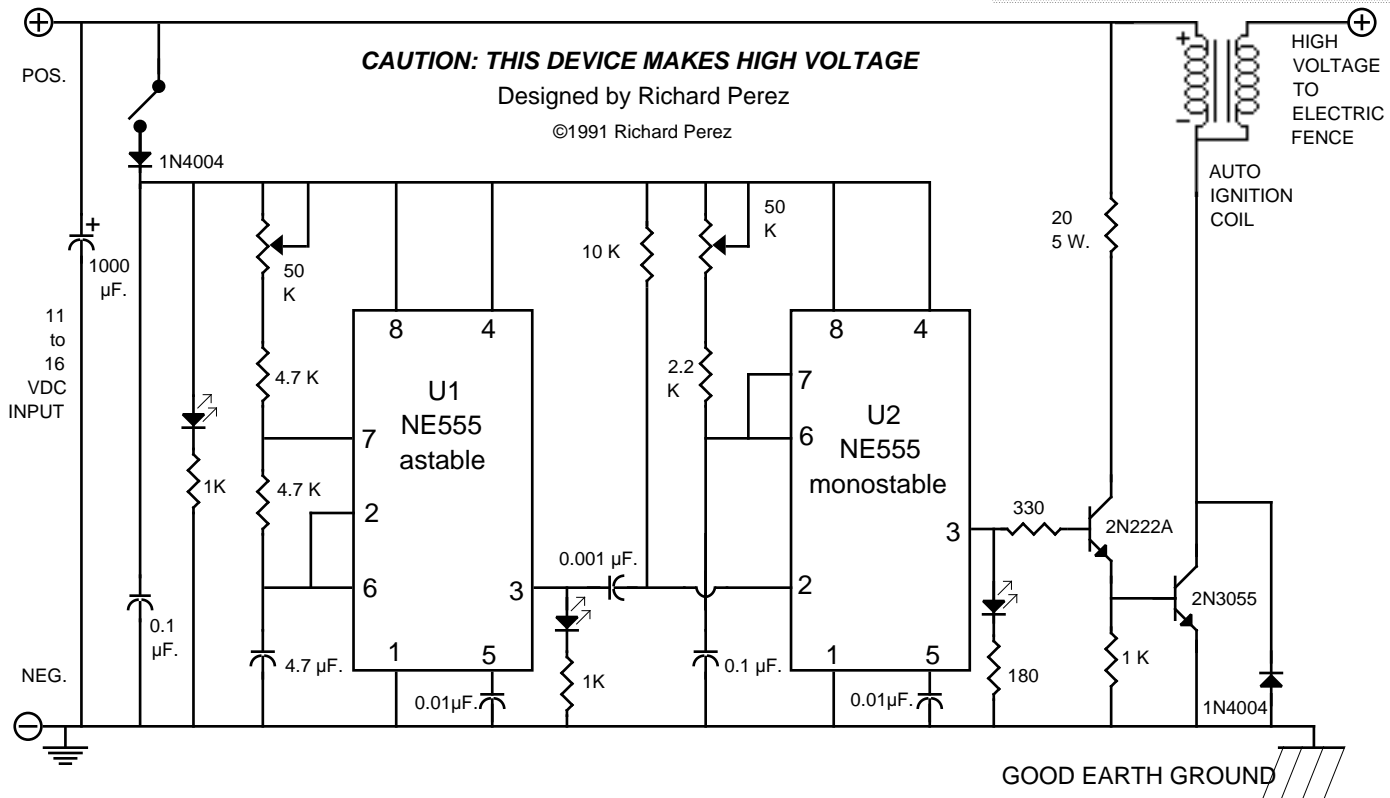 CAUTION: THIS DEVICE MAKES HIGH VOLTAGE
Designed by Richard Perez
©1991 Richard Perez
POS.
+
-
HIGH
VOLTAGE
TO
ELECTRIC
FENCE
AUTO
IGNITION
COIL
1N4004
+
1000
µF.
11
to
16
VDC
INPUT
50
K
10 K
50
K
20
5 W.
8
4
8
4
4.7 K
2.2
K
U1
NE555
astable
7
7
6
U2
NE555
monostable
1K
4.7 K
2
3
330
2N222A
0.001 µF.
6
3
2
2N3055
0.1
µF.
4.7 µF.
1
5
1K
0.1 µF.
1
5
180
1 K
NEG.
0.01µF.
0.01µF.
1N4004
GOOD EARTH GROUND